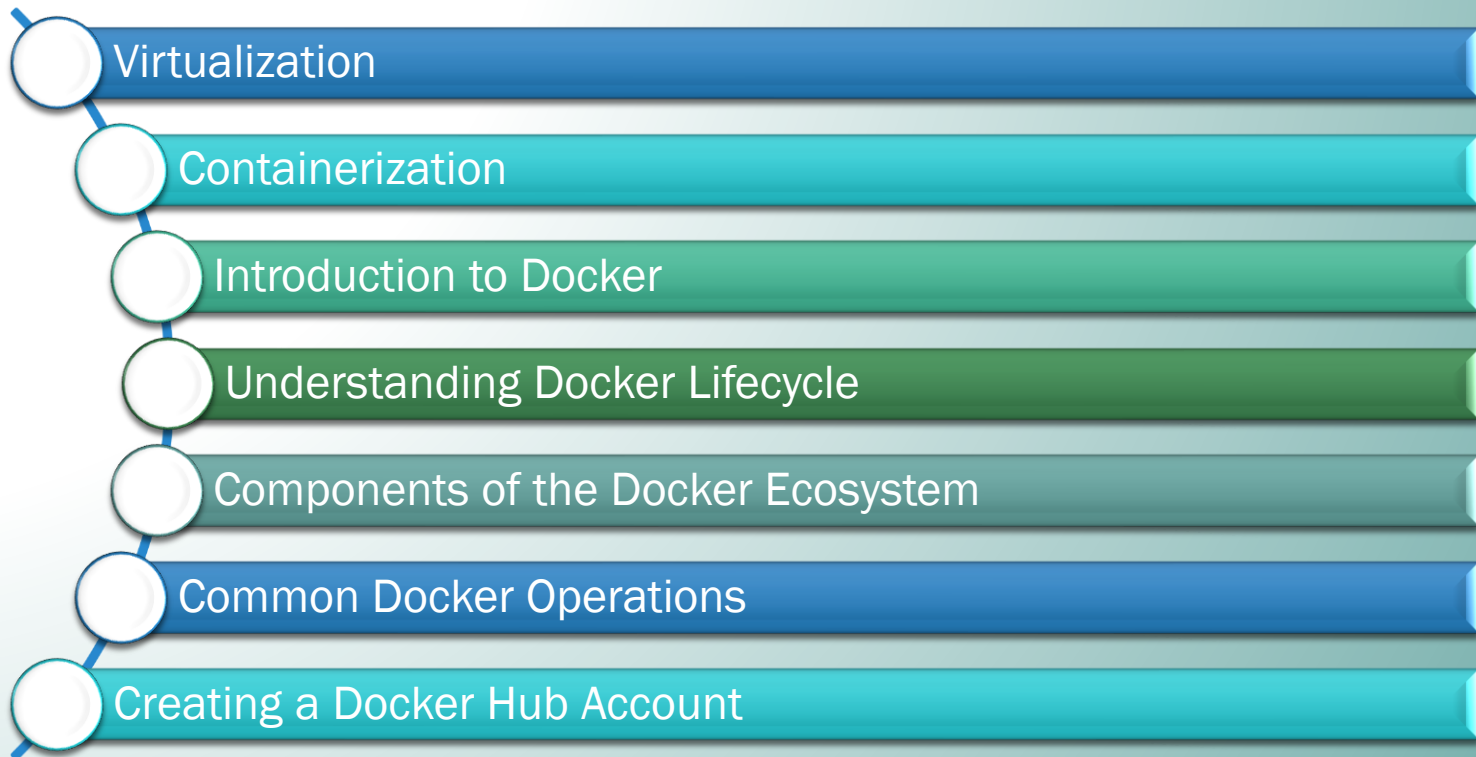 Virtualization
Containerization
Introduction to Docker
Understanding Docker Lifecycle
Components of the Docker Ecosystem
Common Docker Operations
Creating a Docker Hub Account